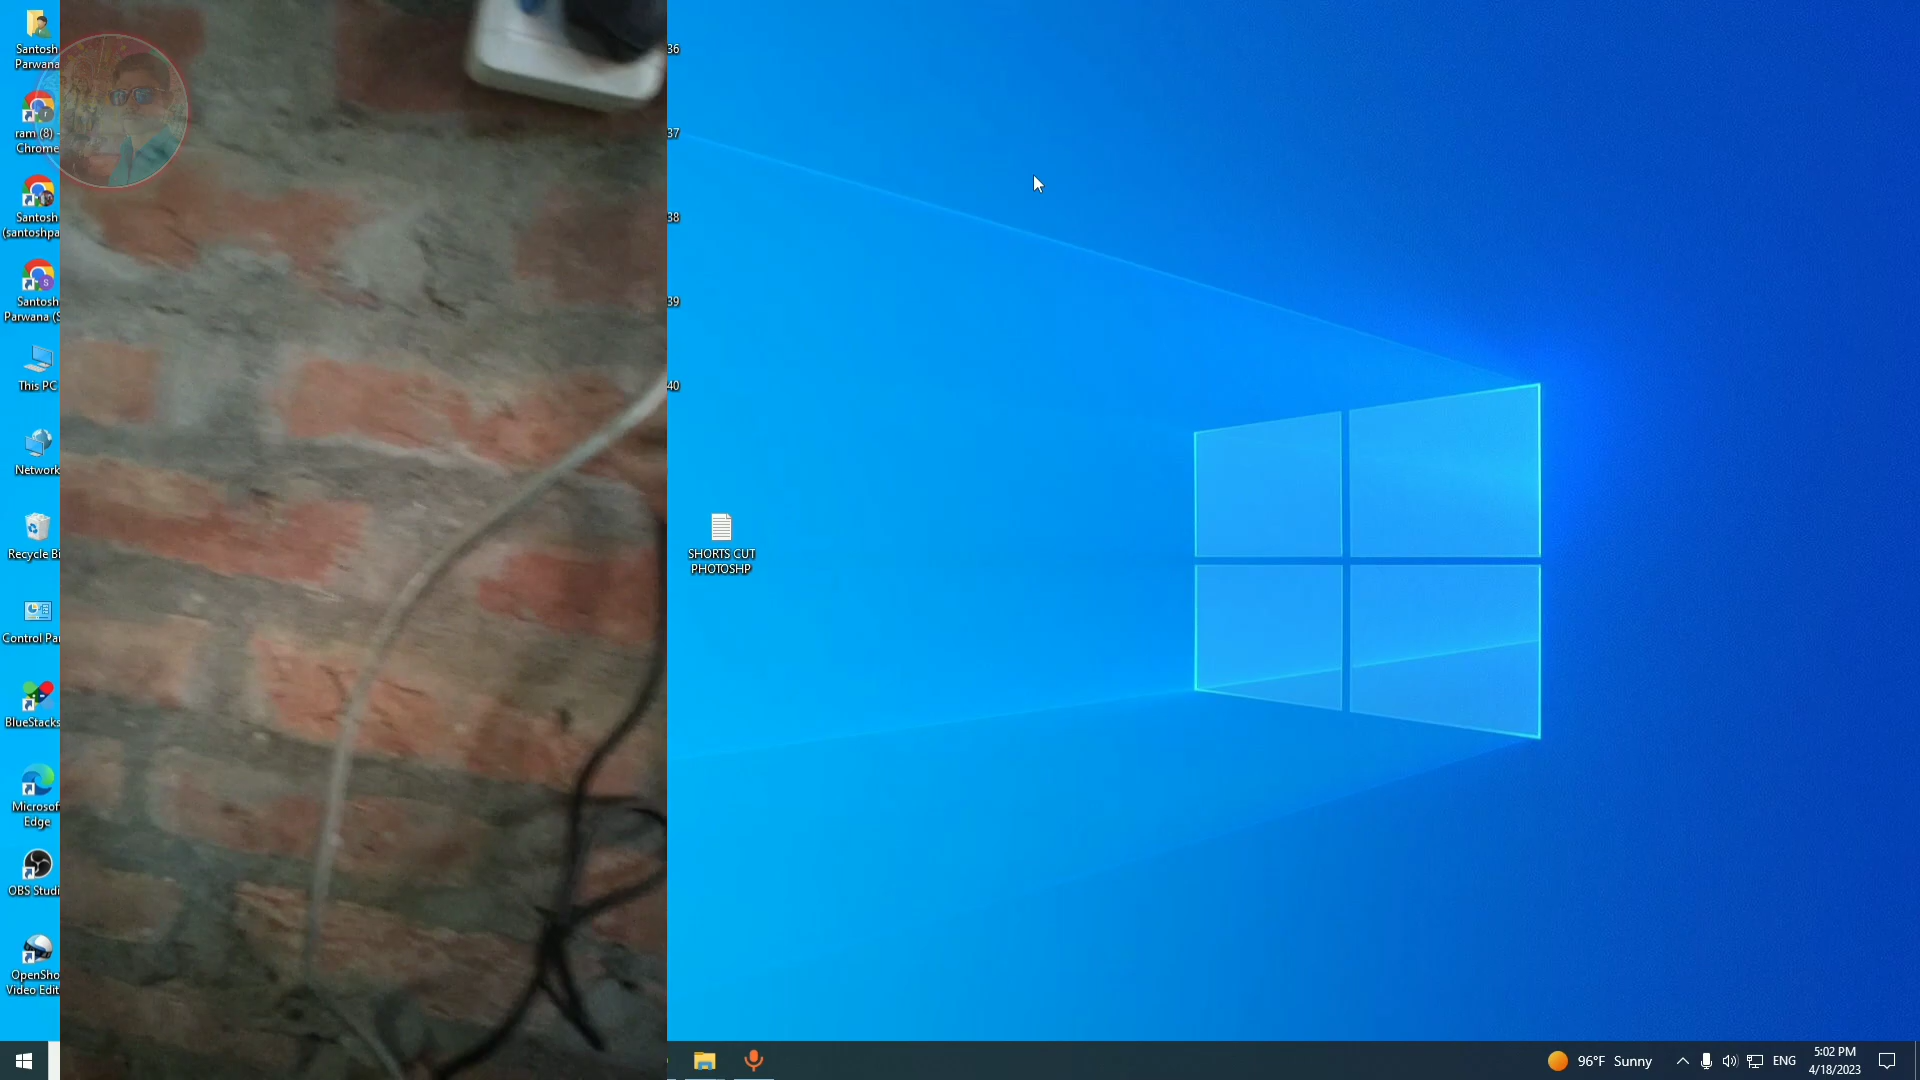 Santosh
Parwana
ram (8) -
Chrome
Santosh
(santoshpa
Santosh
Parwana (S
This PC
Network
Recycle Bi
Control Pa
BlueStacks
Microsof
Edge
OBS Studi
OpenSho
Video Edit
36
37
38
39
40
SHORTS CUT
PHOTOSHP
96°F Sunny
ENG
5:02 PM
4/18/2023